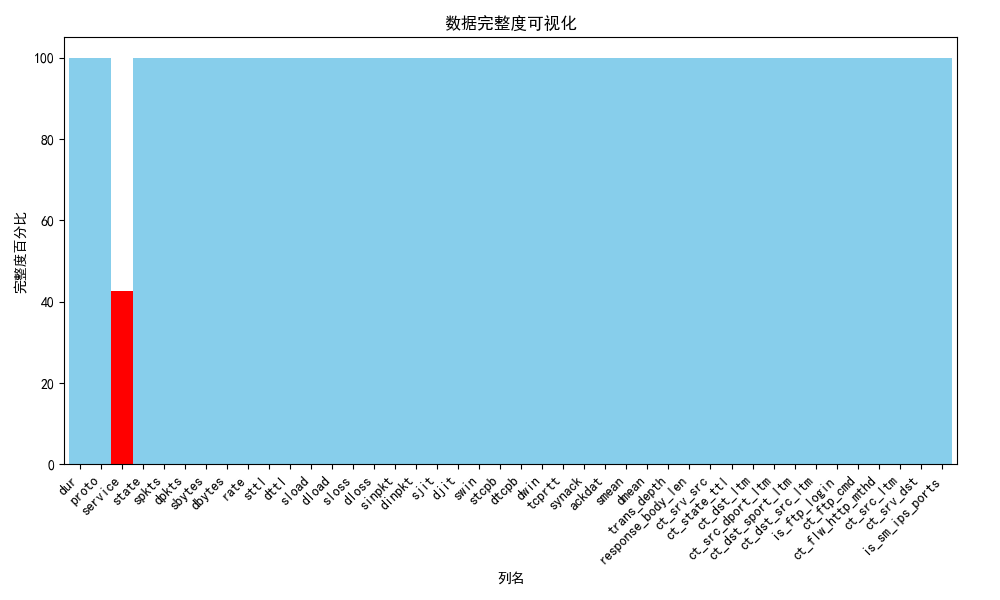 数据完整度可视化
完整度百分比
100
80
60
40
20
0
dur
proto
service
state
spkts
dpkts
sbytes
dbytes
rate
sttl
dttl
sload
dload
sloss
dloss
sinpkt
dinpkt
sjit
djit
swin
stcpb
dtcpb
dwin
tcprtt
synack
ackdat
smean
dmean
trans_depth
response_body_len
ct_srv_src
ct_state_ttl
ct_dst_ltm
ct_src_dport_ltm
ct_dst_sport_ltm
ct_dst_src_ltm
is_ftp_login
ct_ftp_cmd
ct_flw_http_mthd
ct_src_ltm
ct_srv_dst
is_sm_ips_ports
列名